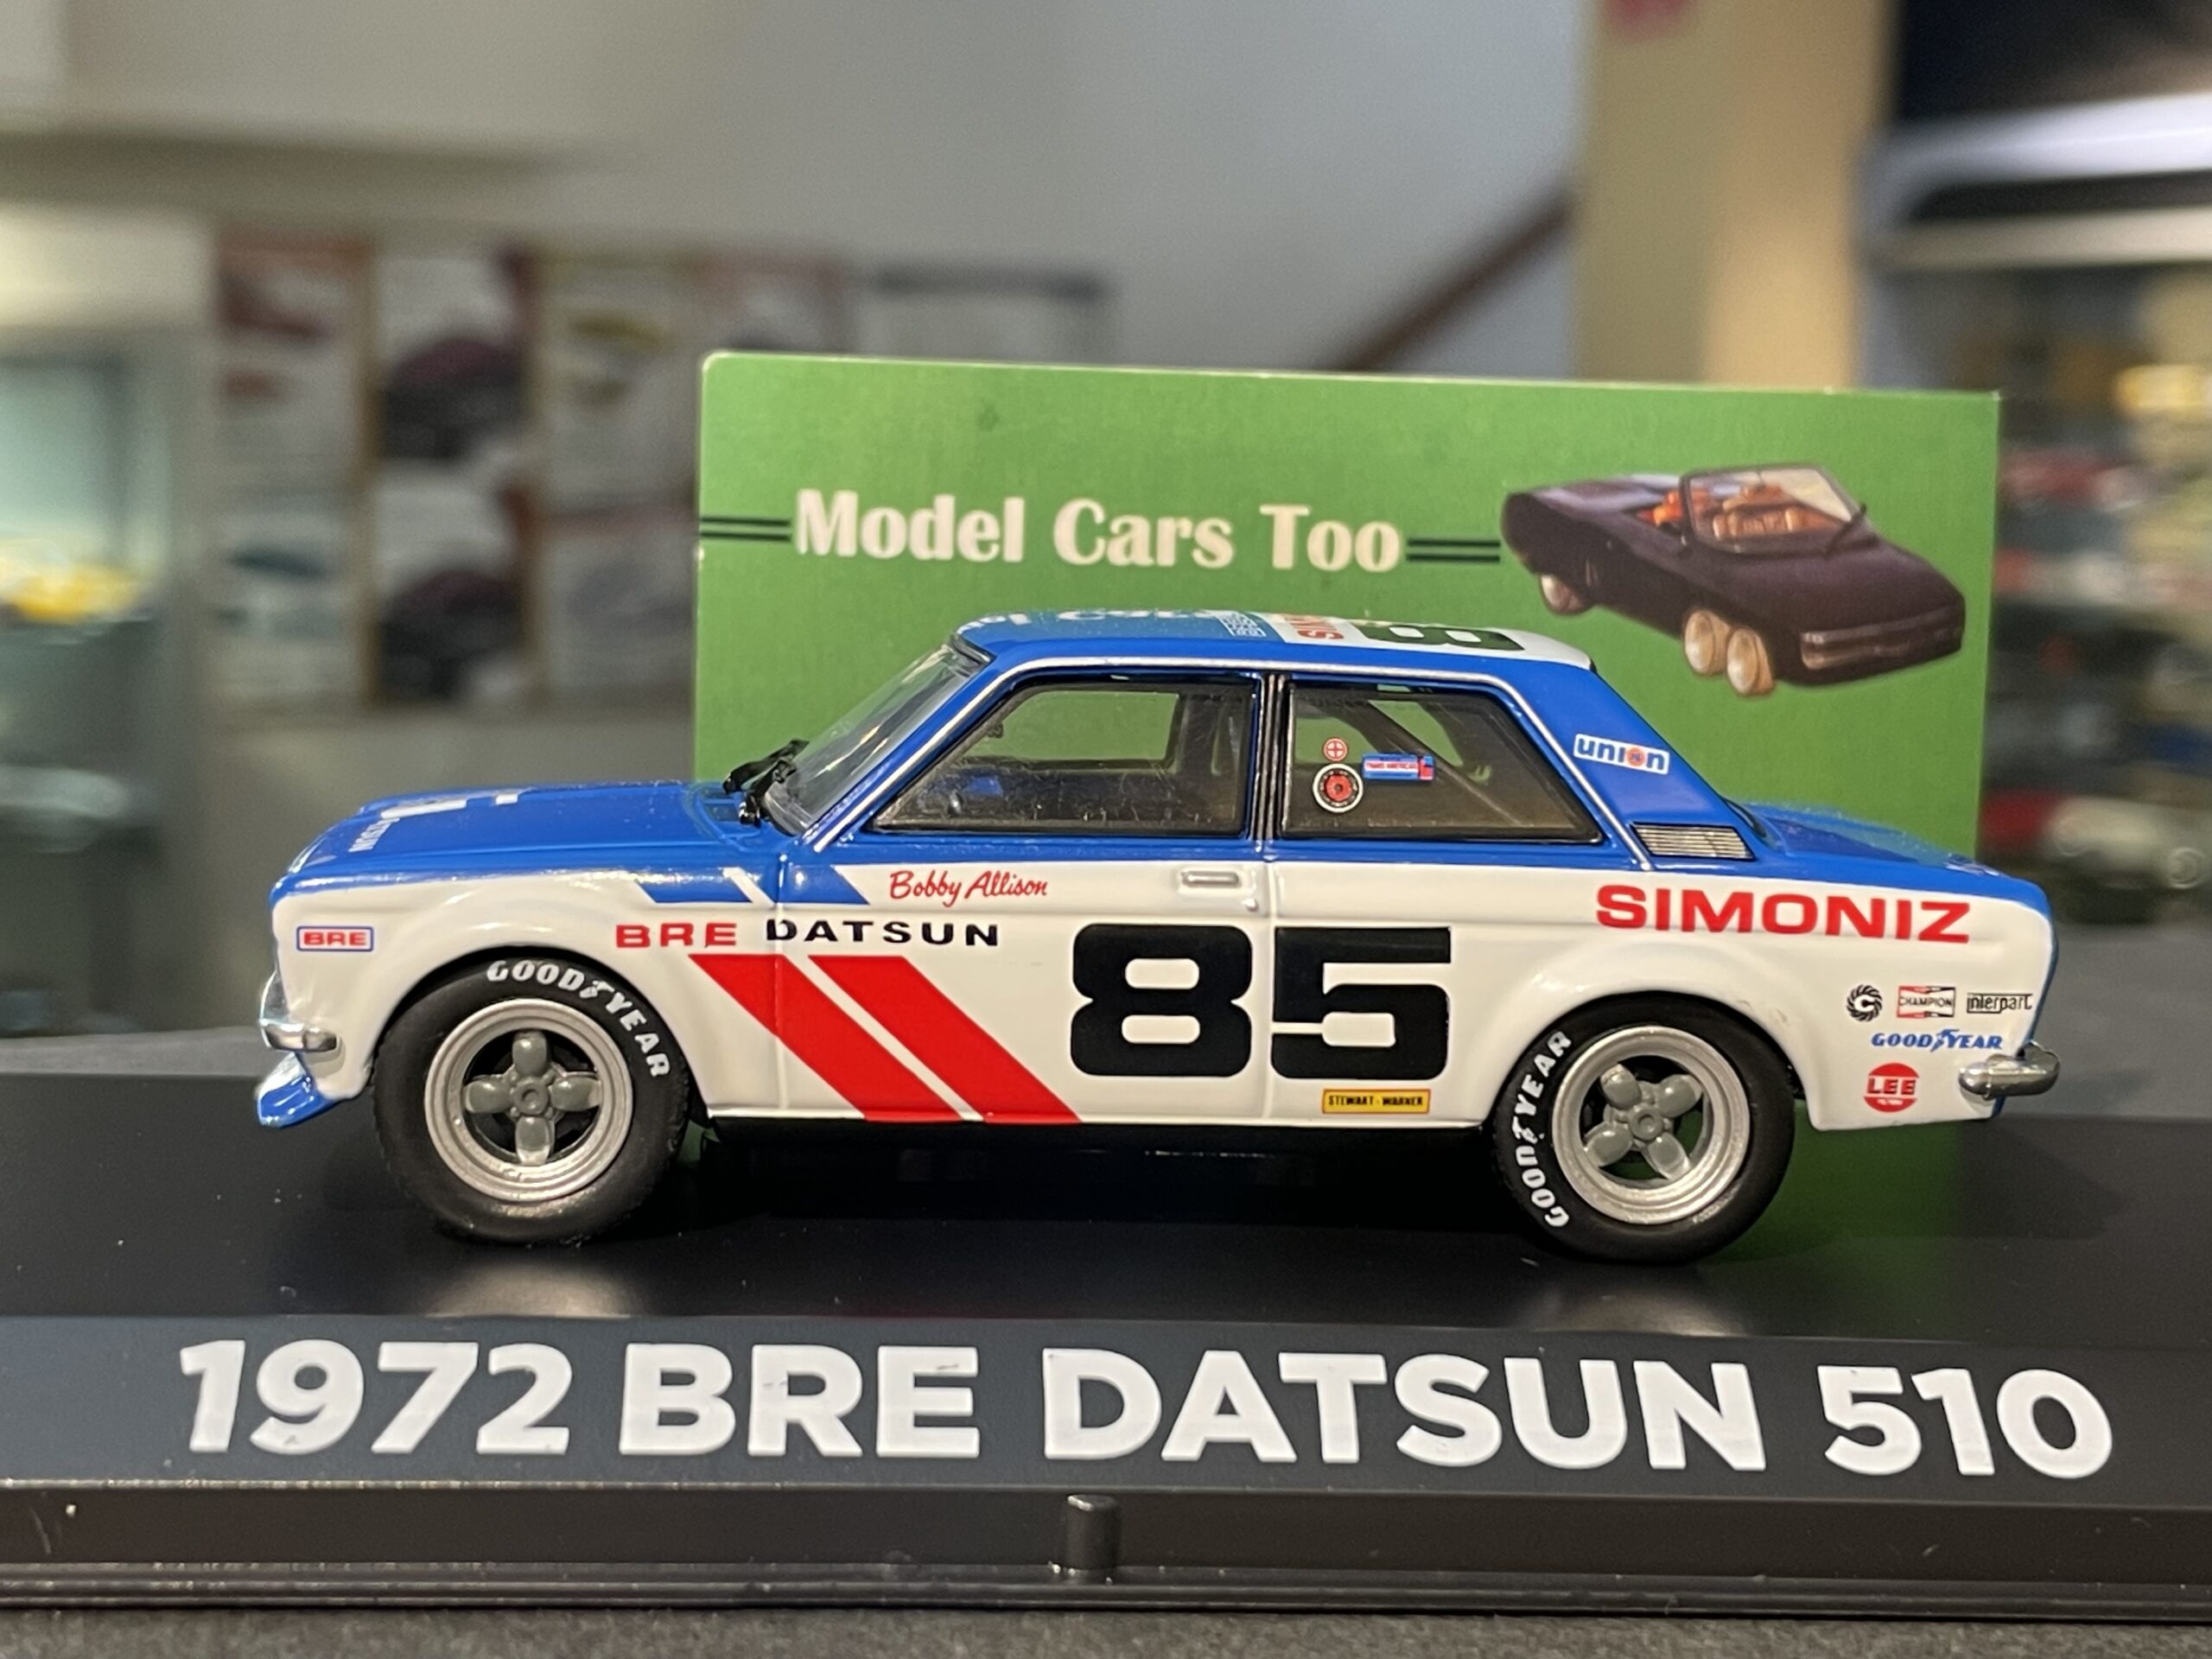 Model Cars Too
union
Bobby Allison
SIMONIZ
BRE
BRE DATSUN
85
GOODYEAR
CHAMPION
interpart
GOODYEAR
LEE
STEWART-WARNER
GOODYEAR
1972 BRE DATSUN 510